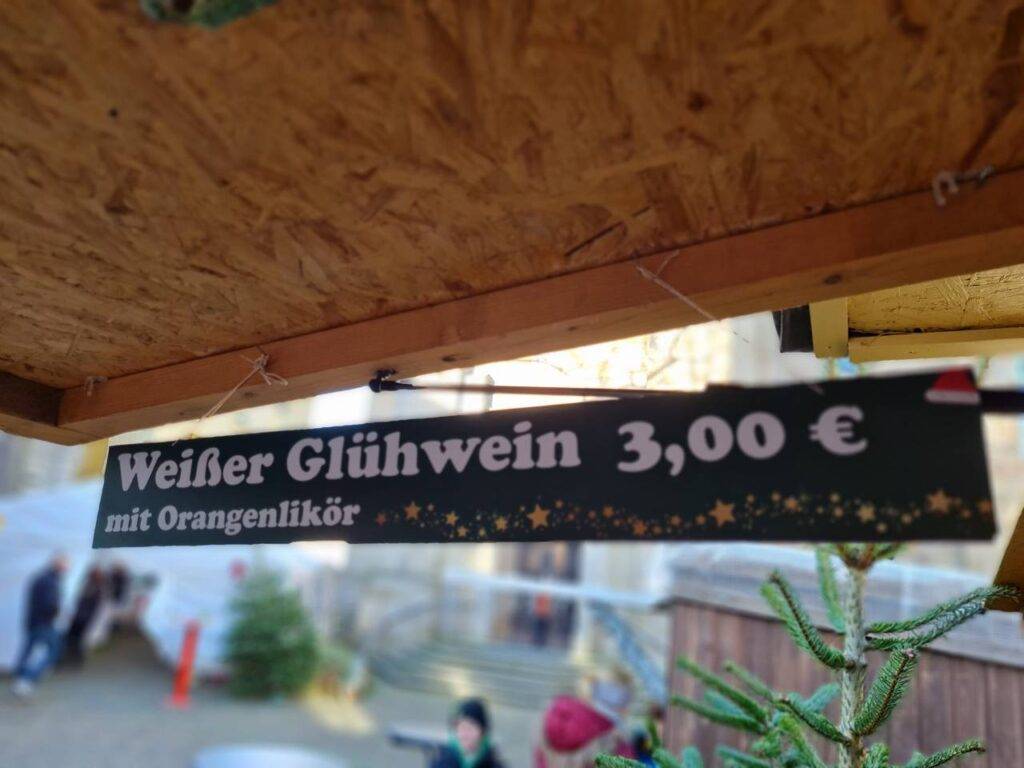 Weißer Glühwein 3,00 €
mit Orangenlikör